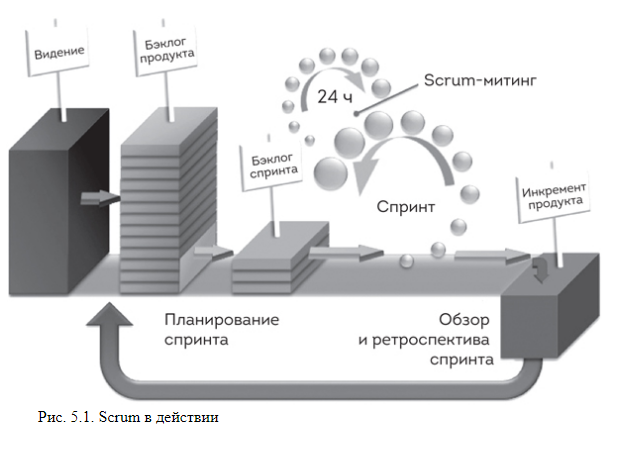 Видение
Бэклог
продукта
24 ч
Scrum-митинг
Бэклог
спринта
Спринт
Инкремент
продукта
Планирование
спринта
Обзор
и ретроспектива
спринта
Рис. 5.1. Scrum в действии